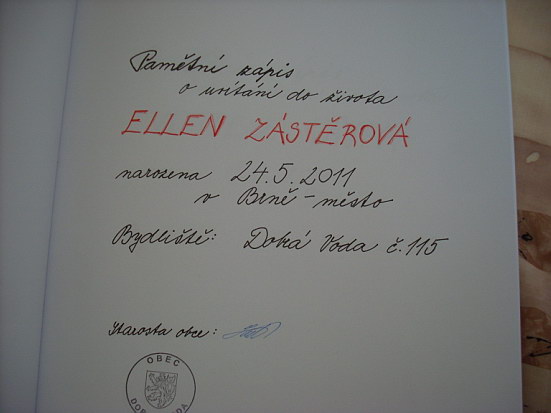 Pamětní zápis
o uvítání do života
ELLEN ZÁSTĚROVÁ
narozena 24.5.2011
v Brně - město
Bydliště: Dobrá Voda č.115
Starosta obce:
OBEC